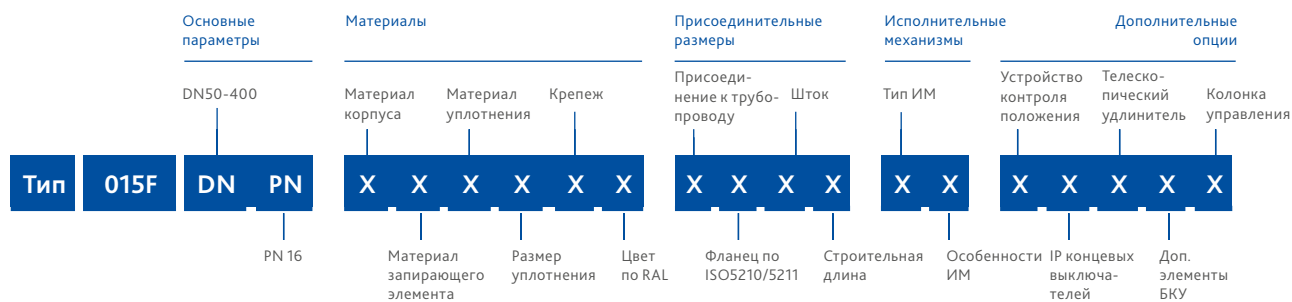 Основные
параметры
Материалы
Присоединительные
размеры
Исполнительные
механизмы
Дополнительные
опции
DN50-400
Материал
корпуса
Материал
уплотнения
Крепеж
Присоеди-
нение к трубо-
проводу
Шток
Тип ИМ
Устройство
контроля
положения
Телеско-
пический
удлинитель
Колонка
управления
Тип 015F DN PN X X X X X X X X X X X X X X X X X
PN 16
Материал
запирающего
элемента
Размер
уплотнения
Цвет
по RAL
Фланец по
ISO5210/5211
Строительная
длина
Особенности
ИМ
IP концевых
выключа-
телей
Доп.
элементы
БКУ